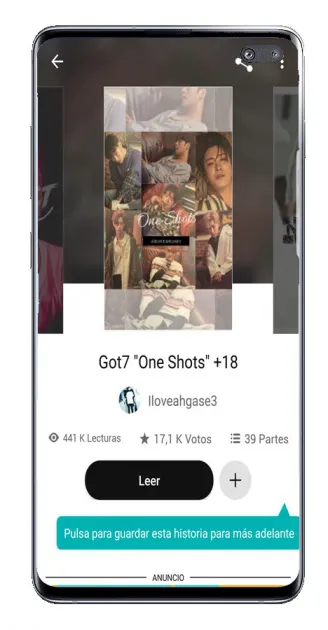 One Shots
Got7 "One Shots" +18
Iloveahgase3
441 K Lecturas
17,1 K Votos
39 Partes
Leer
+
Pulsa para guardar esta historia para más adelante
ANUNCIO